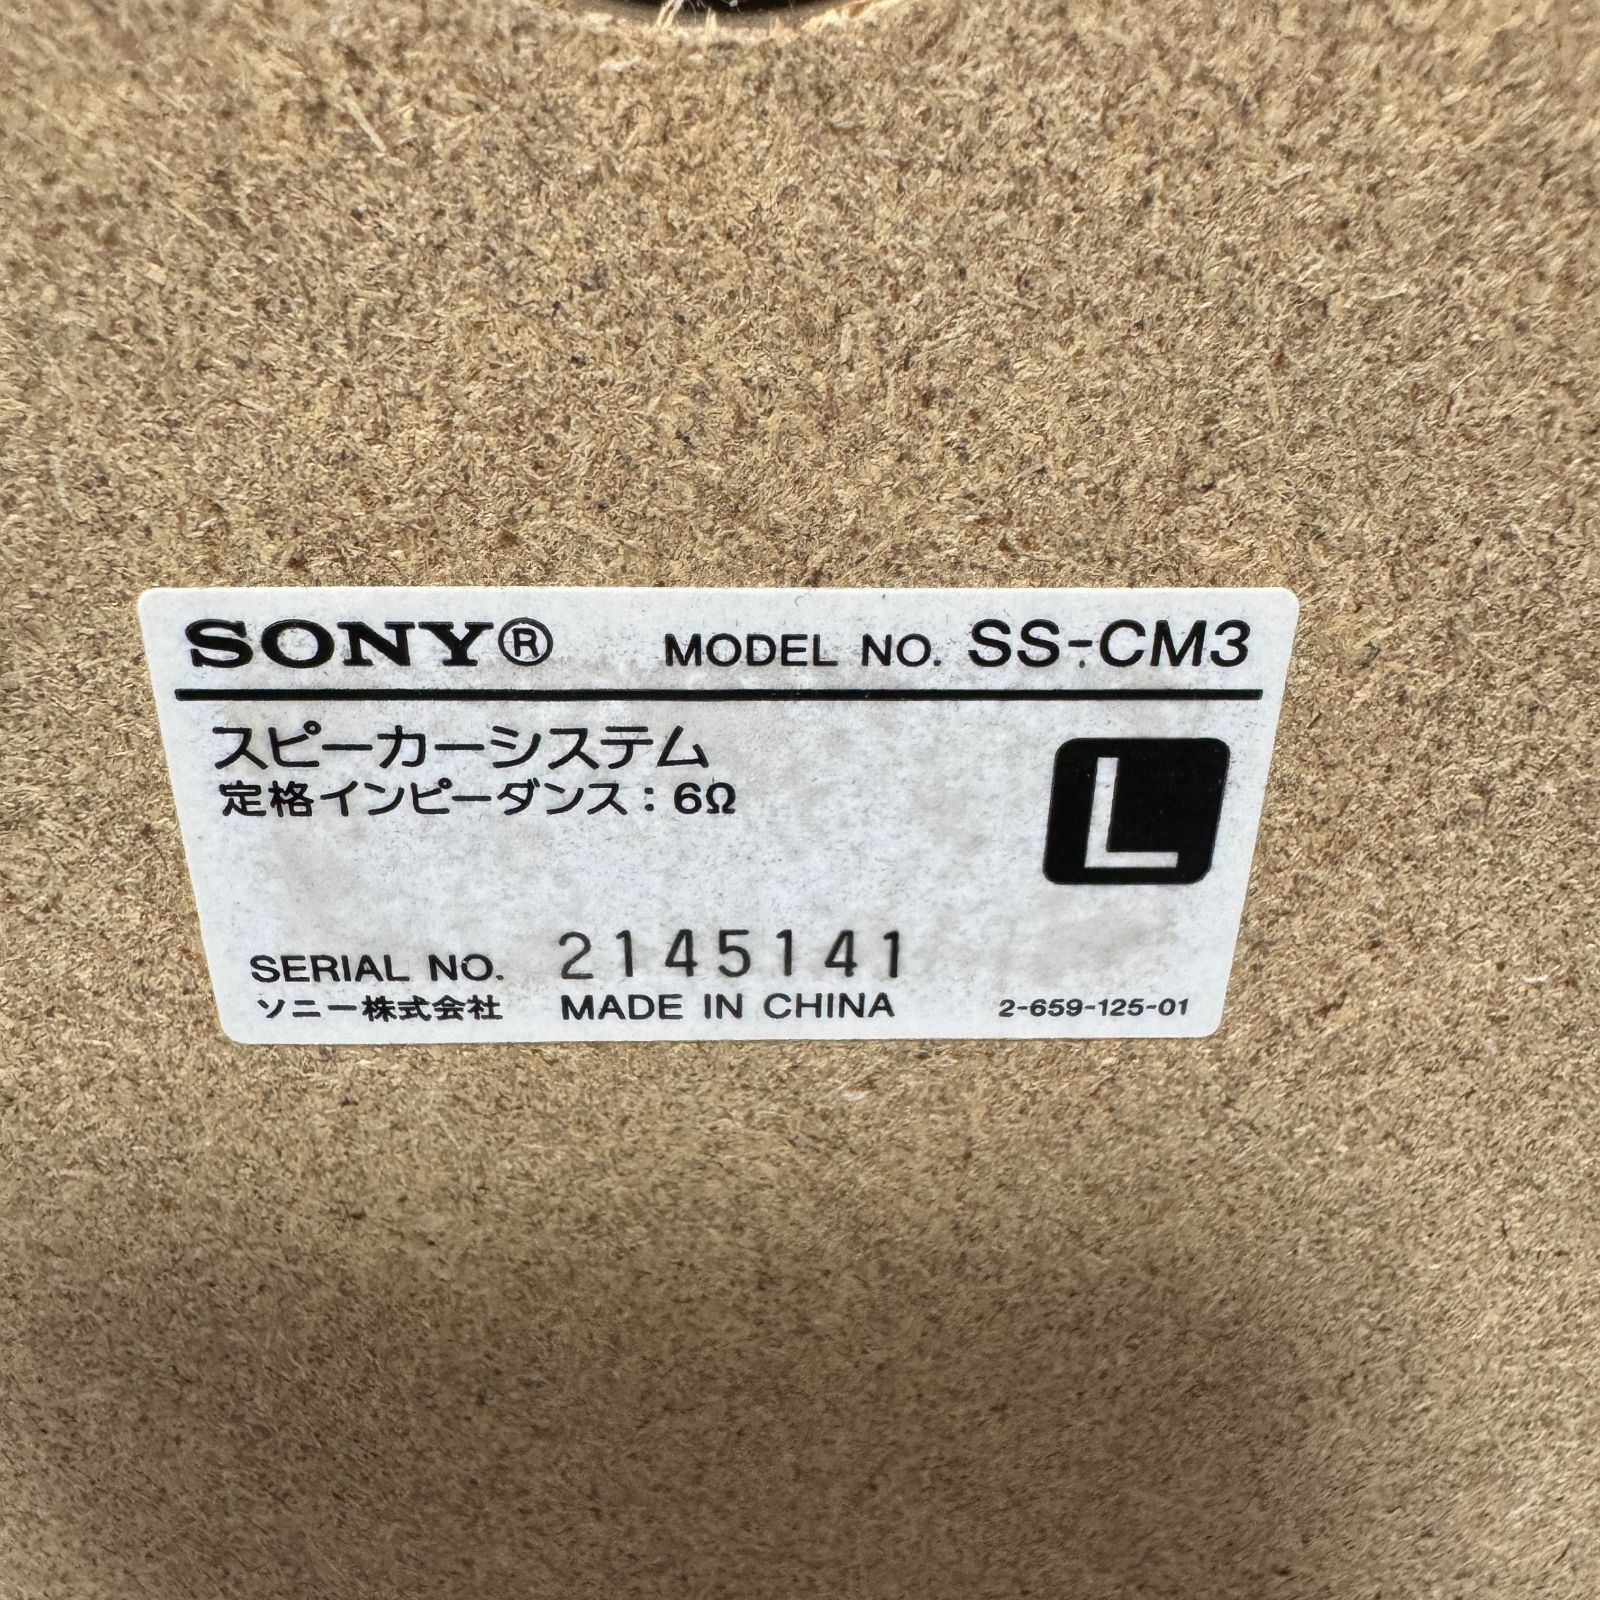 SONY® MODEL NO. SS-CM3
スピーカーシステム
定格インピーダンス：6Ω
L
SERIAL NO. 2145141
ソニー株式会社 MADE IN CHINA 2-659-125-01